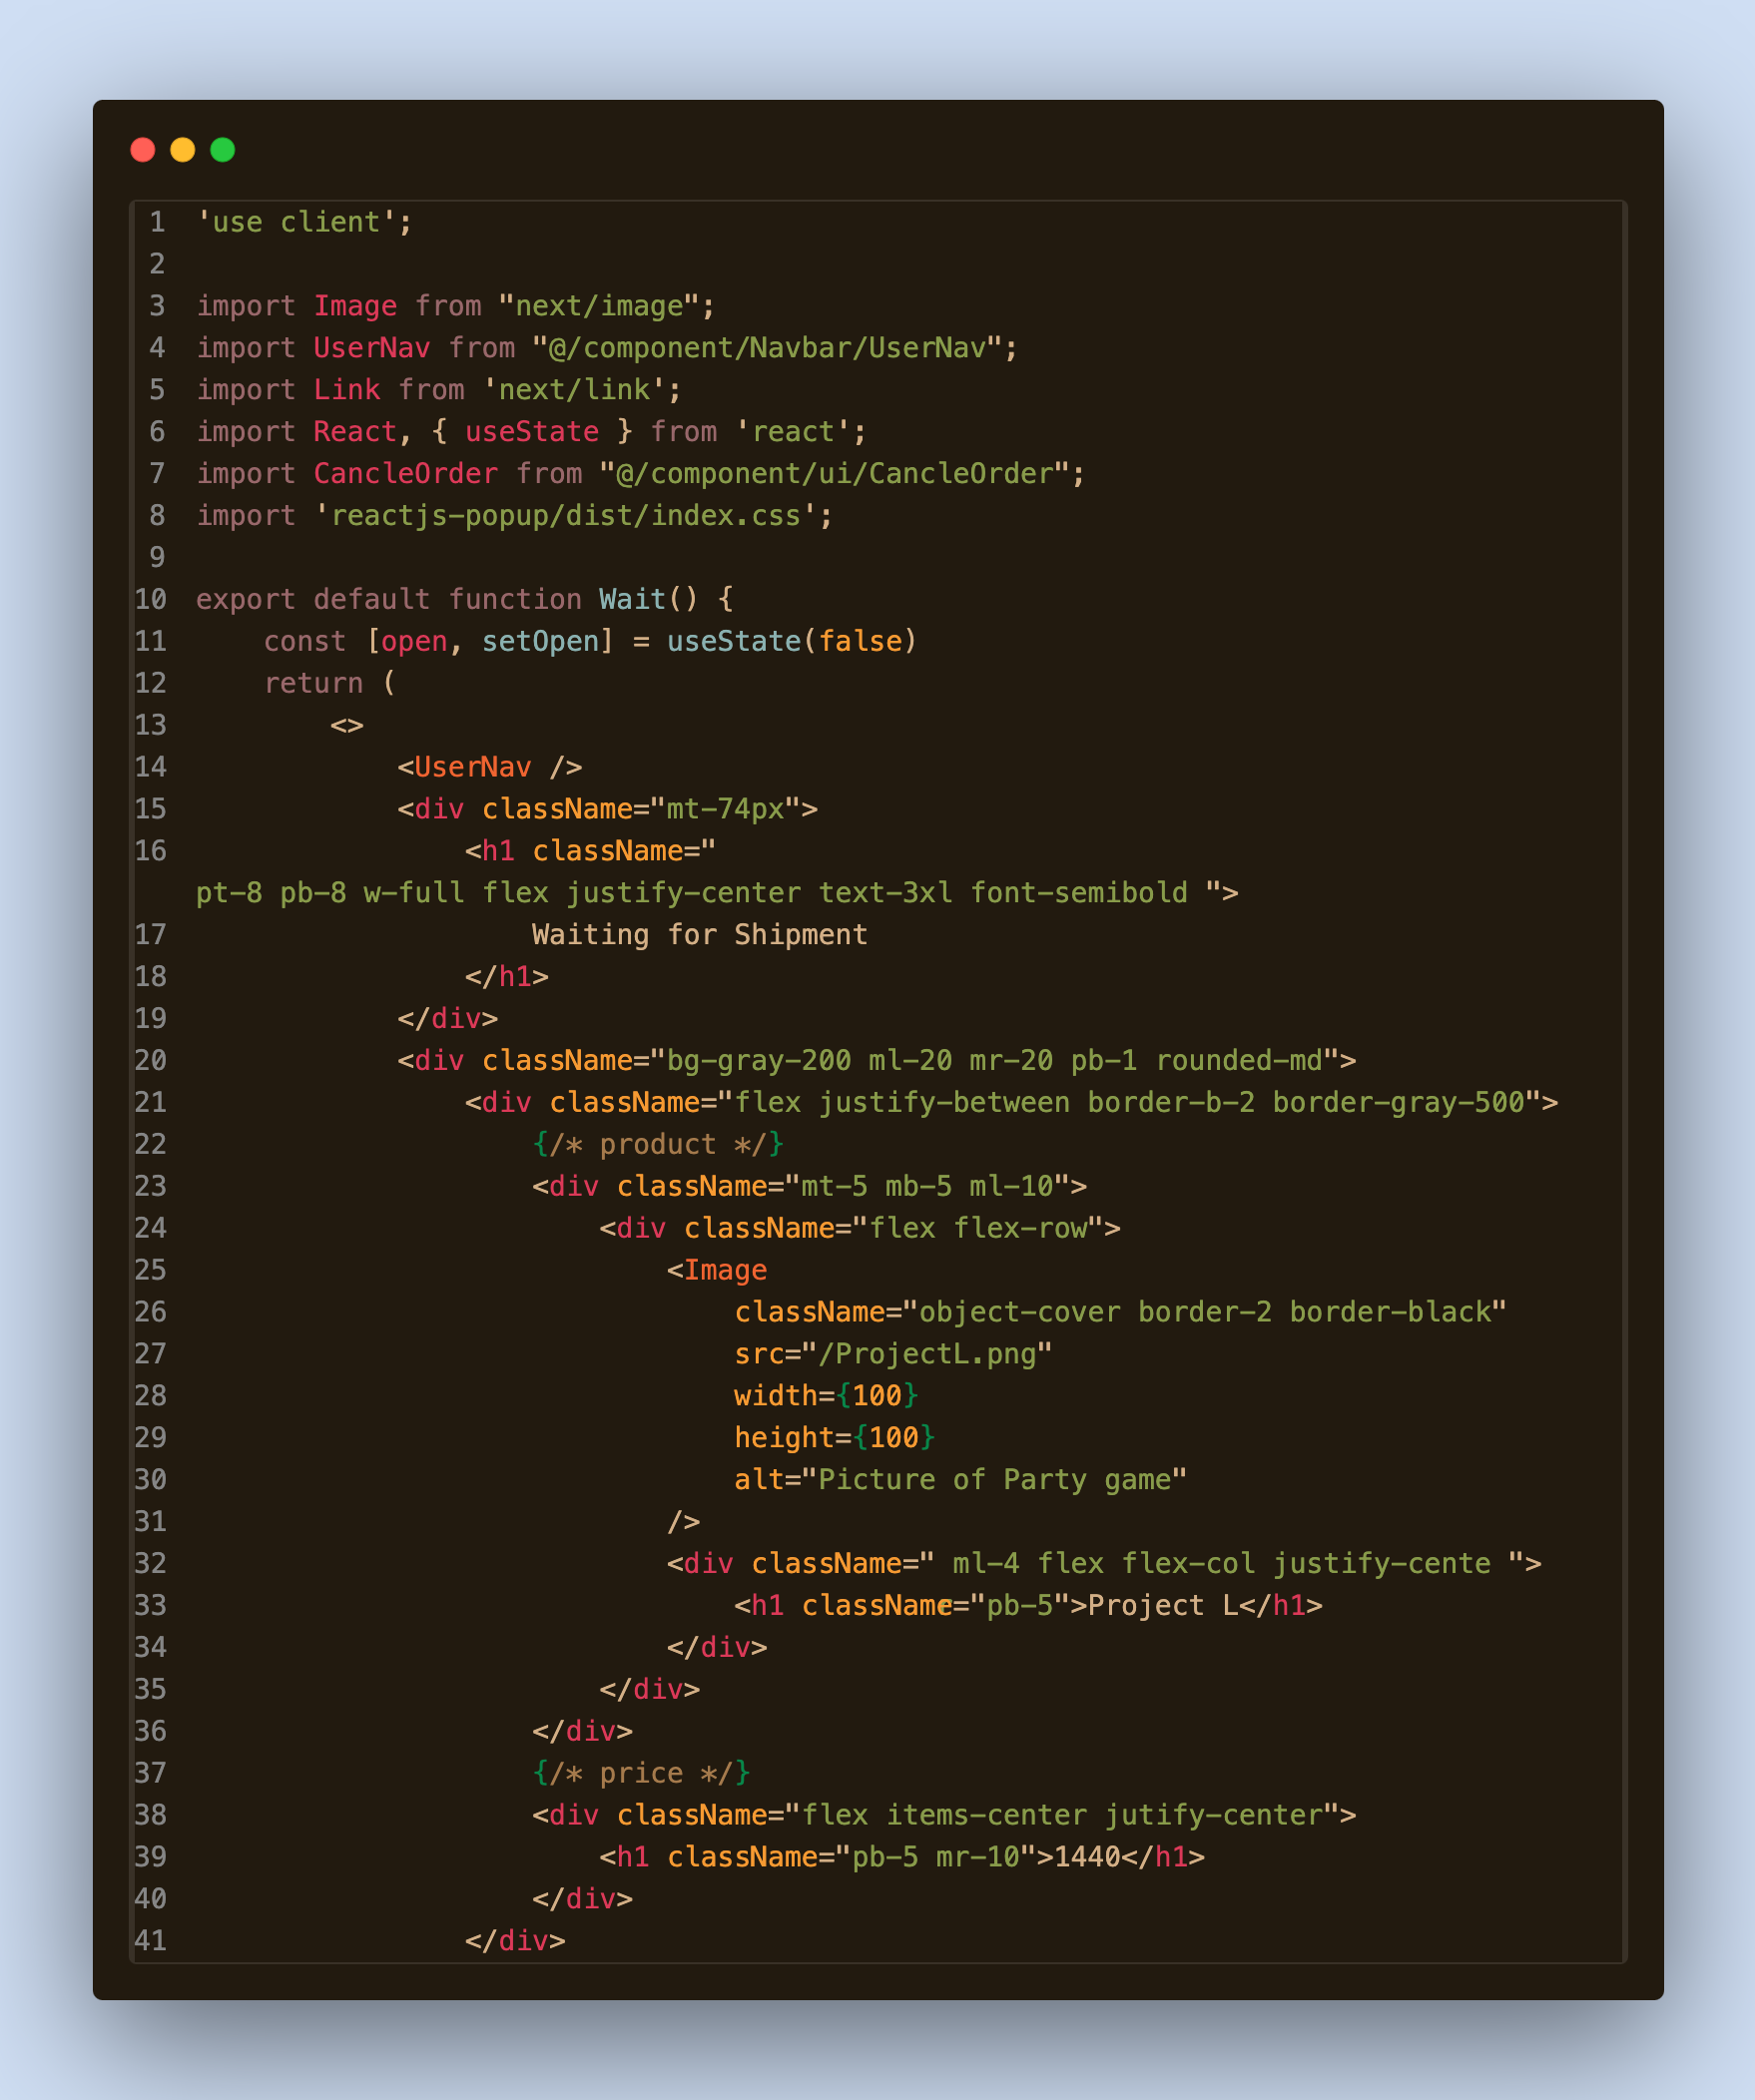 1 'use client';
2
3 import Image from "next/image";
4 import UserNav from "@/component/Navbar/UserNav";
5 import Link from 'next/link';
6 import React, { useState } from 'react';
7 import CancleOrder from "@/component/ui/CancleOrder";
8 import 'reactjs-popup/dist/index.css';
9
10 export default function Wait() {
11     const [open, setOpen] = useState(false)
12     return (
13         <>
14             <UserNav />
15             <div className="mt-74px">
16                 <h1 className="
pt-8 pb-8 w-full flex justify-center text-3xl font-semibold ">
17                     Waiting for Shipment
18                 </h1>
19             </div>
20             <div className="bg-gray-200 ml-20 mr-20 pb-1 rounded-md">
21                 <div className="flex justify-between border-b-2 border-gray-500">
22                     {/* product */}
23                     <div className="mt-5 mb-5 ml-10">
24                         <div className="flex flex-row">
25                             <Image
26                                 className="object-cover border-2 border-black"
27                                 src="/ProjectL.png"
28                                 width={100}
29                                 height={100}
30                                 alt="Picture of Party game"
31                             />
32                             <div className=" ml-4 flex flex-col justify-cente ">
33                                 <h1 className="pb-5">Project L</h1>
34                             </div>
35                         </div>
36                     </div>
37                     {/* price */}
38                     <div className="flex items-center jutify-center">
39                         <h1 className="pb-5 mr-10">1440</h1>
40                     </div>
41                 </div>